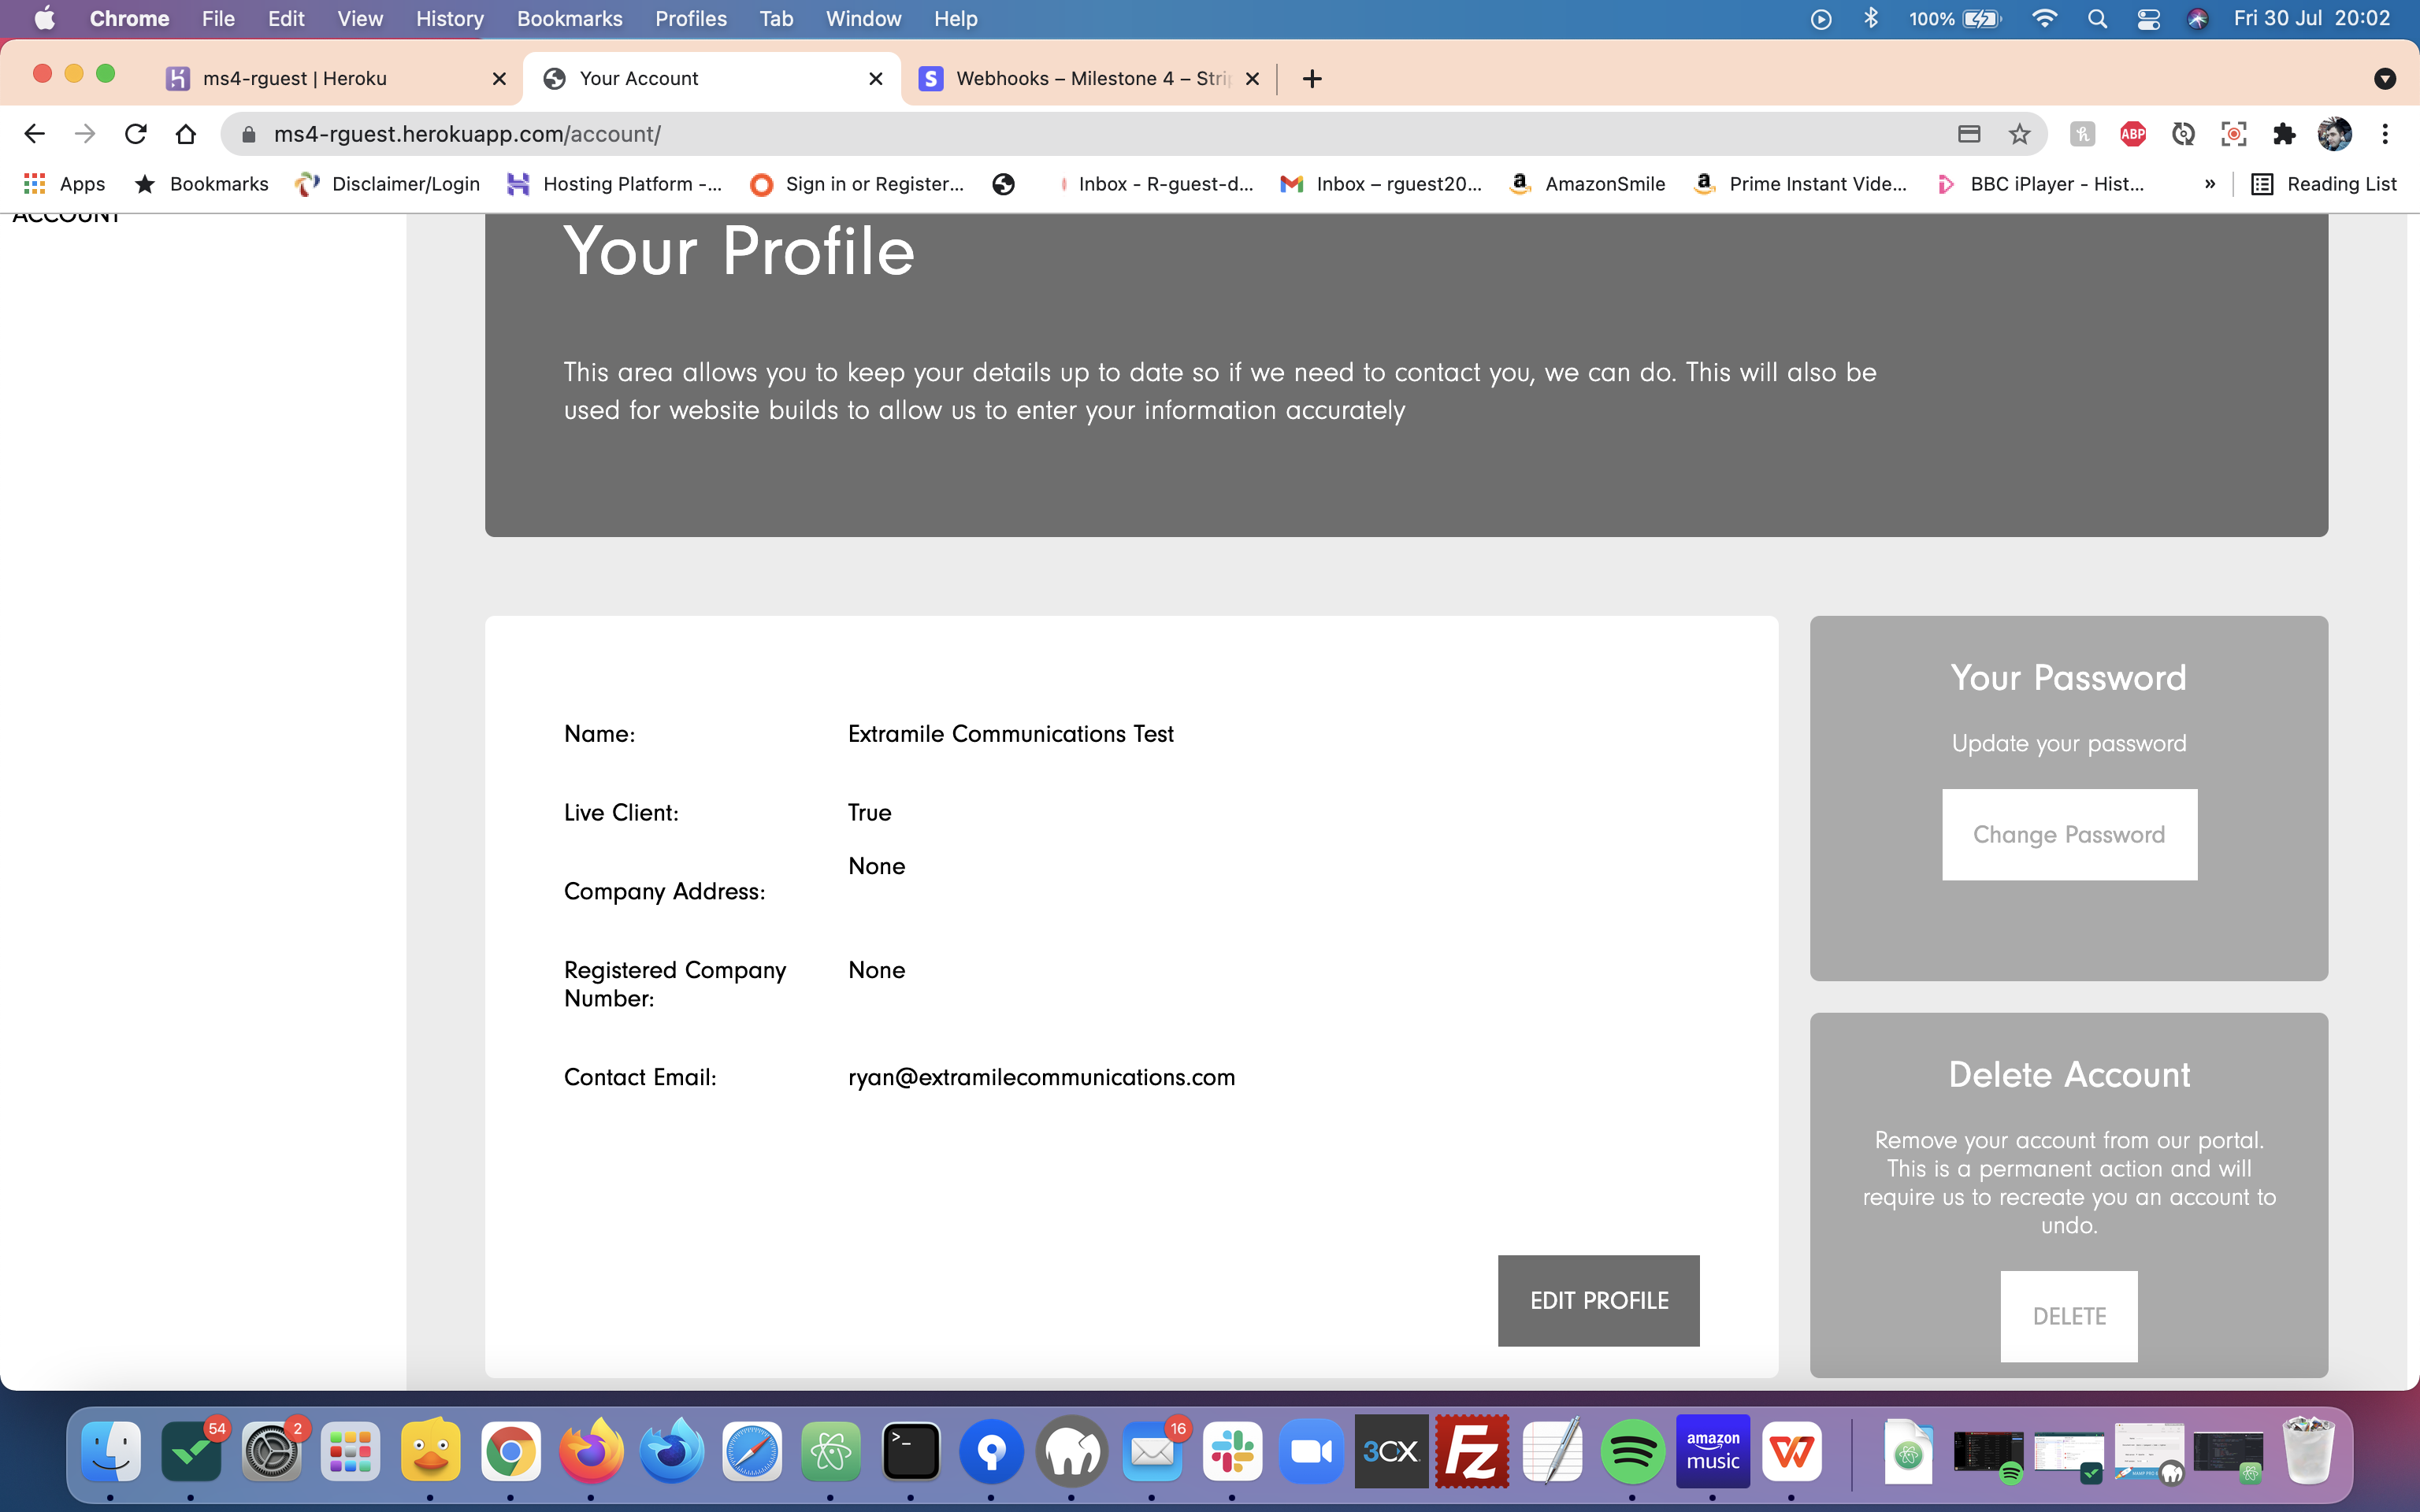 Chrome File Edit View History Bookmarks Profiles Tab Window Help 100% Fri 30 Jul 20:02
ms4-rguest | Heroku Your Account Webhooks – Milestone 4 – Stri
ms4-rguest.herokuapp.com/account/ ABP
Apps Bookmarks Disclaimer/Login Hosting Platform -... Sign in or Register... Inbox - R-guest-d... Inbox – rguest20... AmazonSmile Prime Instant Vide... BBC iPlayer - Hist... » Reading List
ACCOUNT
Your Profile
This area allows you to keep your details up to date so if we need to contact you, we can do. This will also be
used for website builds to allow us to enter your information accurately
Name: Extramile Communications Test
Live Client: True
Company Address: None
Registered Company
Number: None
Contact Email: ryan@extramilecommunications.com
EDIT PROFILE
Your Password
Update your password
Change Password
Delete Account
Remove your account from our portal.
This is a permanent action and will
require us to recreate you an account to
undo.
DELETE
54 2 16 3CX Fz amazon
music